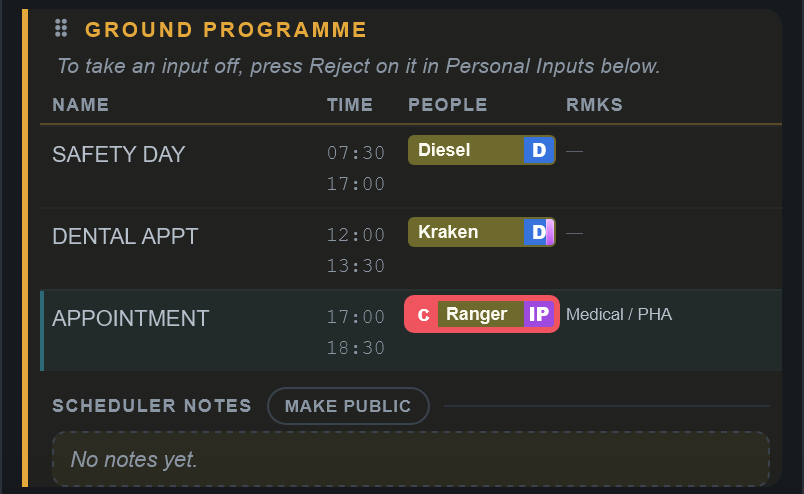 GROUND PROGRAMME
To take an input off, press Reject on it in Personal Inputs below.
NAME TIME PEOPLE RMKS
SAFETY DAY 07:30 Diesel D —
17:00
DENTAL APPT 12:00 Kraken D —
13:30
APPOINTMENT 17:00 C Ranger IP Medical / PHA
18:30
SCHEDULER NOTES MAKE PUBLIC
No notes yet.